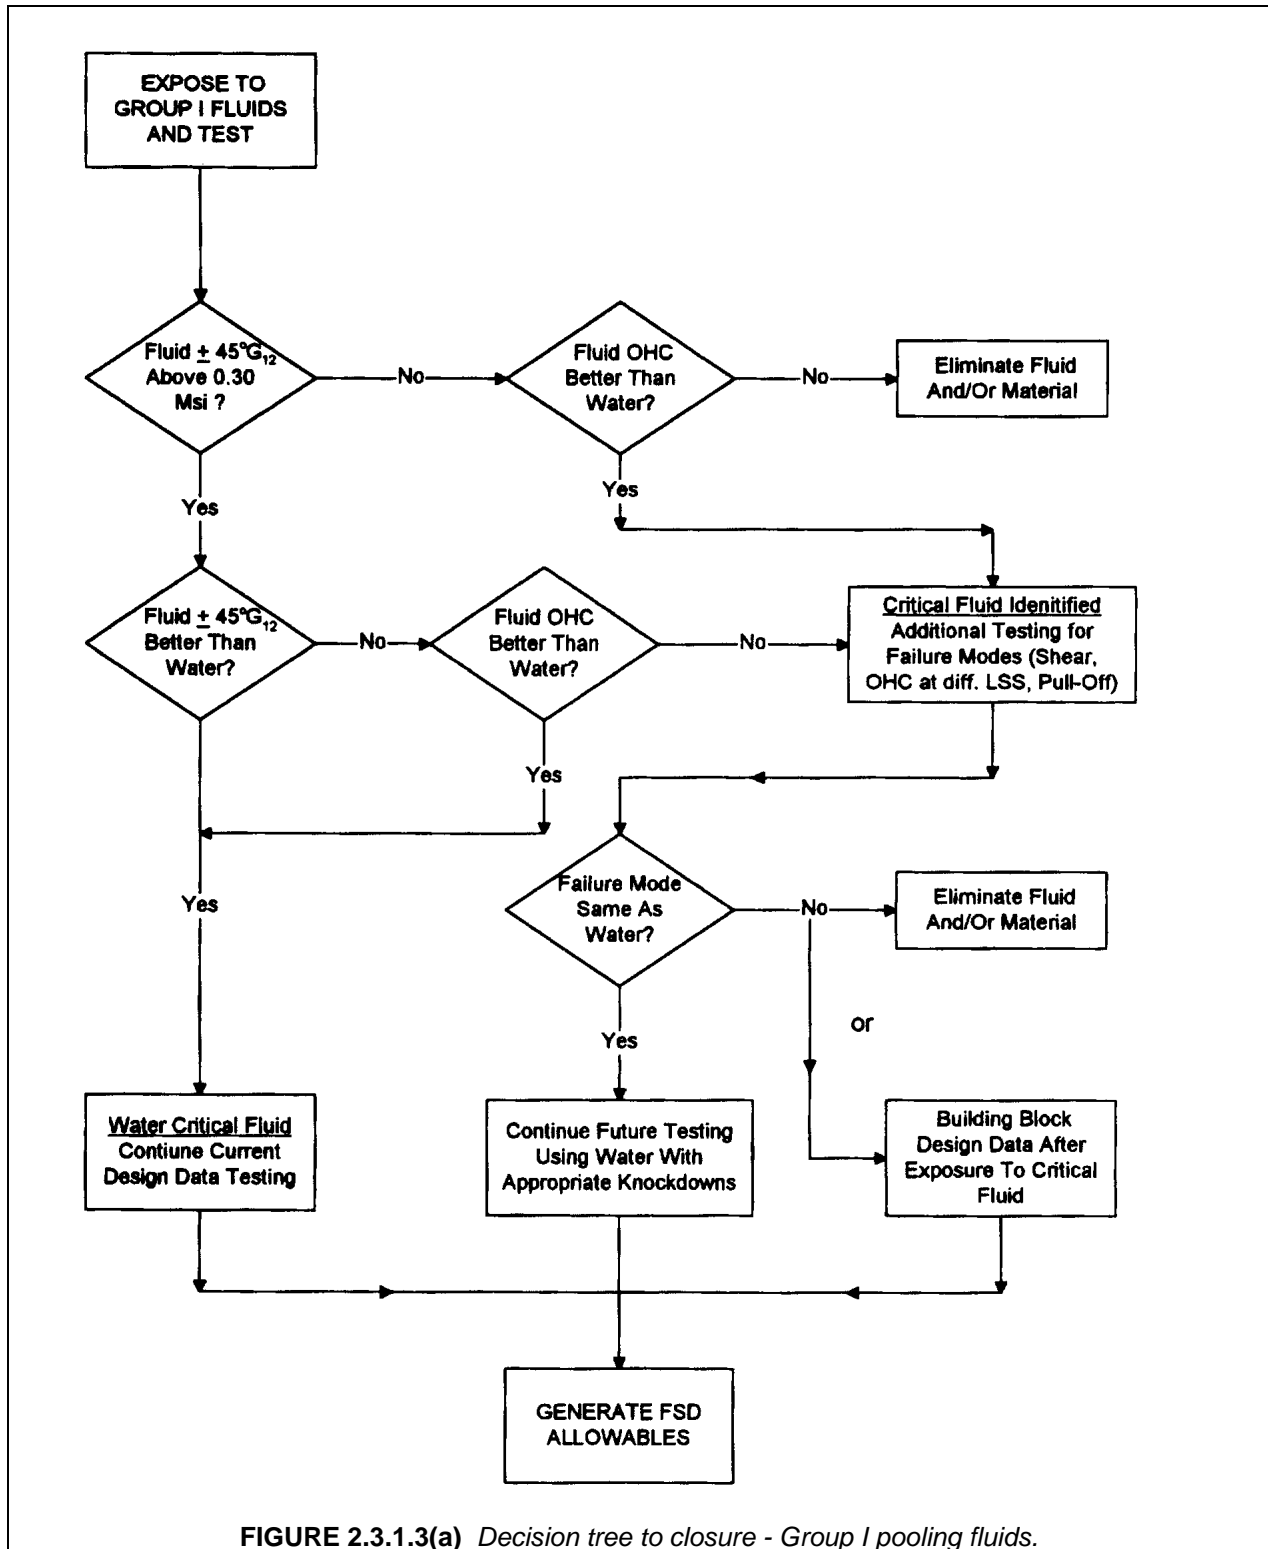 EXPOSE TO
GROUP I FLUIDS
AND TEST
Fluid ± 45°G12
Above 0.30
Msi ?
No
Fluid OHC
Better Than
Water?
No
Eliminate Fluid
And/Or Material
Yes
Yes
Fluid ± 45°G12
Better Than
Water?
No
Fluid OHC
Better Than
Water?
No
Critical Fluid Idenitified
Additional Testing for
Failure Modes (Shear,
OHC at diff. LSS, Pull-Off)
Yes
Yes
Failure Mode
Same As
Water?
No
Eliminate Fluid
And/Or Material
or
Yes
Water Critical Fluid
Contiune Current
Design Data Testing
Continue Future Testing
Using Water With
Appropriate Knockdowns
Building Block
Design Data After
Exposure To Critical
Fluid
GENERATE FSD
ALLOWABLES
FIGURE 2.3.1.3(a) Decision tree to closure - Group I pooling fluids.